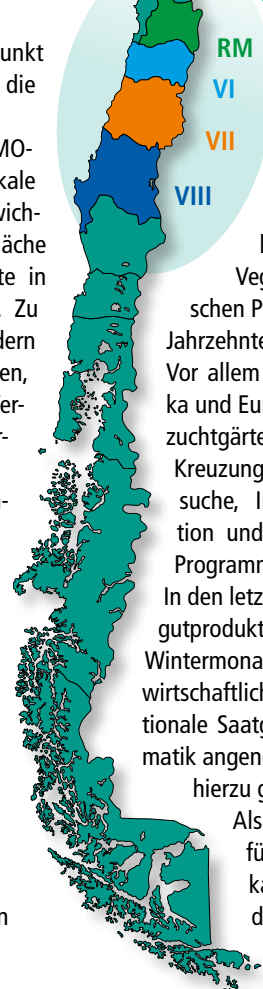 unkt
die
MO-
kale
wich-
äche
te in
Zu
dern
en,
fer-
r-
n-
RM
VI
VII
VIII
Veg
schen P
Jahrzehnte
Vor allem
ka und Eu
zuchtgärte
Kreuzung
suche, I
tion und
Programm
In den letz
gutprodukt
Wintermona
wirtschaftlich
tionale Saatg
matik angen
hierzu g
Als
fü
ka
d
n